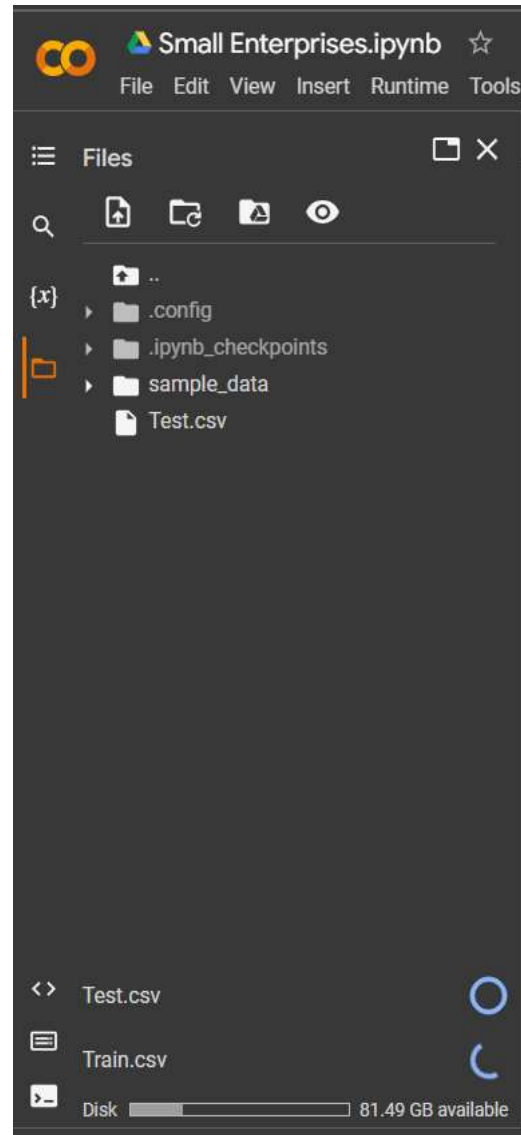 Small Enterprises.ipynb
File Edit View Insert Runtime Tools
Files
{x}
..
.config
.ipynb_checkpoints
sample_data
Test.csv
Test.csv
Train.csv
Disk 81.49 GB available